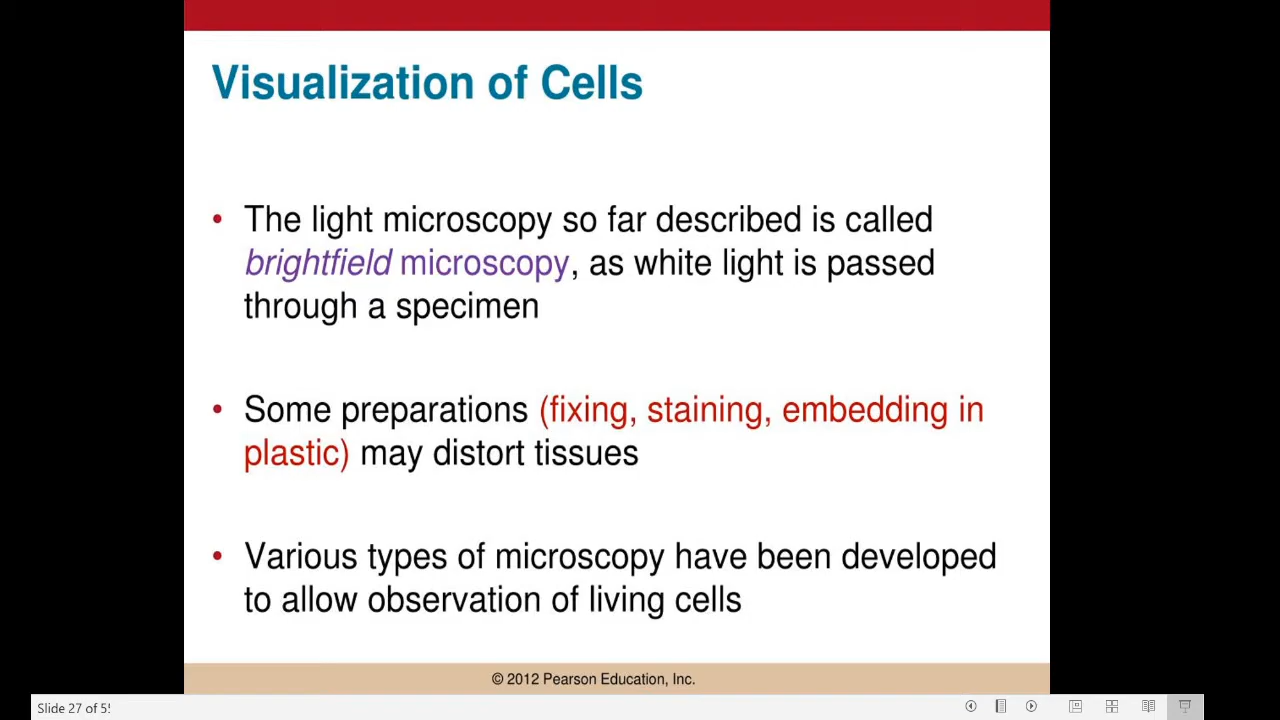 Visualization of Cells
• The light microscopy so far described is called
brightfield microscopy, as white light is passed
through a specimen
• Some preparations (fixing, staining, embedding in
plastic) may distort tissues
• Various types of microscopy have been developed
to allow observation of living cells
© 2012 Pearson Education, Inc.
Slide 27 of 5